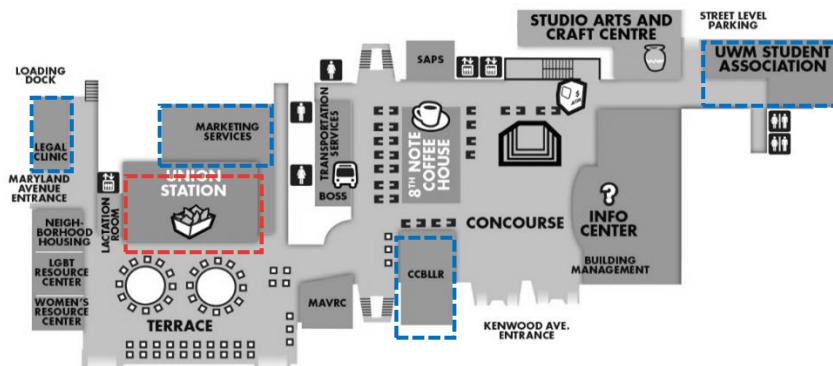 STUDIO ARTS AND
CRAFT CENTRE
STREET LEVEL
PARKING
UWM STUDENT
ASSOCIATION
LOADING
DOCK
SAPS
$
ATM
LEGAL
CLINIC
MARKETING
SERVICES
TRANSPORTATION
SERVICES
BOSS
8TH NOTE
COFFEE
HOUSE
MARYLAND
AVENUE
ENTRANCE
UNION
STATION
LACTATION
ROOM
NEIGH-
BORHOOD
HOUSING
LGBT
RESOURCE
CENTER
WOMEN'S
RESOURCE
CENTER
TERRACE
MAVRC
CCBLLR
CONCOURSE
?
INFO
CENTER
BUILDING
MANAGEMENT
KENWOOD AVE.
ENTRANCE